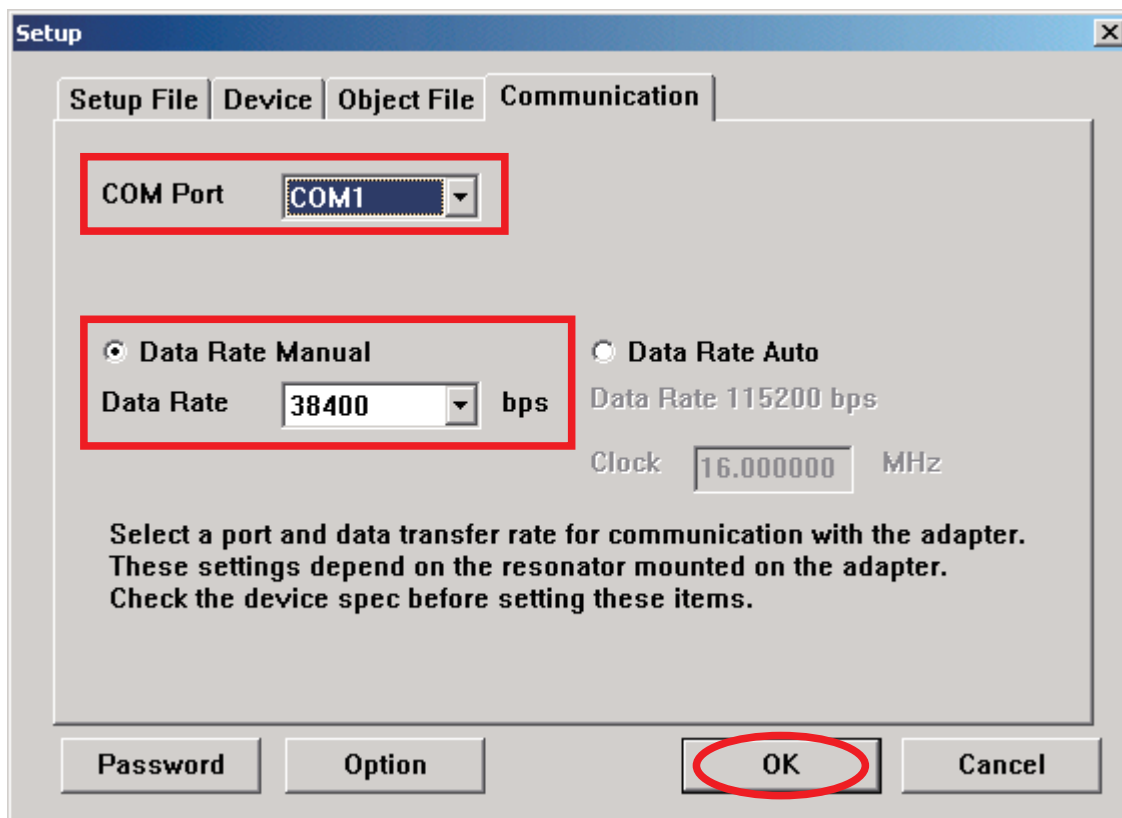 Setup
Setup File Device Object File Communication
COM Port COM1
Data Rate Manual Data Rate Auto
Data Rate 38400 bps Data Rate 115200 bps
Clock 16.000000 MHz
Select a port and data transfer rate for communication with the adapter.
These settings depend on the resonator mounted on the adapter.
Check the device spec before setting these items.
Password Option OK Cancel